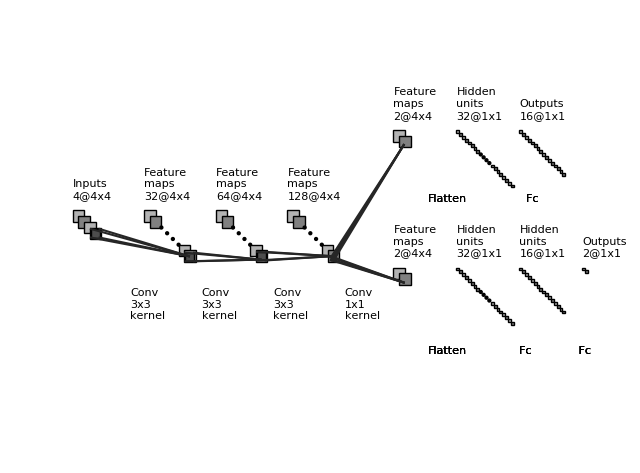 Inputs
4@4x4
Feature
maps
32@4x4
Feature
maps
64@4x4
Feature
maps
128@4x4
Conv
3x3
kernel
Conv
3x3
kernel
Conv
3x3
kernel
Conv
1x1
kernel
Feature
maps
2@4x4
Hidden
units
32@1x1
Outputs
16@1x1
Flatten
Fc
Feature
maps
2@4x4
Hidden
units
32@1x1
Hidden
units
16@1x1
Outputs
2@1x1
Flatten
Fc
Fc